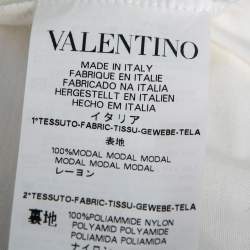 VALENTINO
MADE IN ITALY
FABRIQUE EN ITALIE
FABRICADO NA ITALIA
HERGESTELLT EN ITALIEN
HECHO EM ITALIA
イタリア
1°TESSUTO-FABRIC-TISSU-GEWEBE-TELA
表地
100%MODAL MODAL MODAL
MODAL MODAL MODAL
レーヨン
2°TESSUTO-FABRIC-TISSU-GEWEBE-TELA
裏地
100%POLIAMMIDE NYLON
POLYAMID POLYAMIDE
POLIAMIDA POLIAMIDA
ナイロン